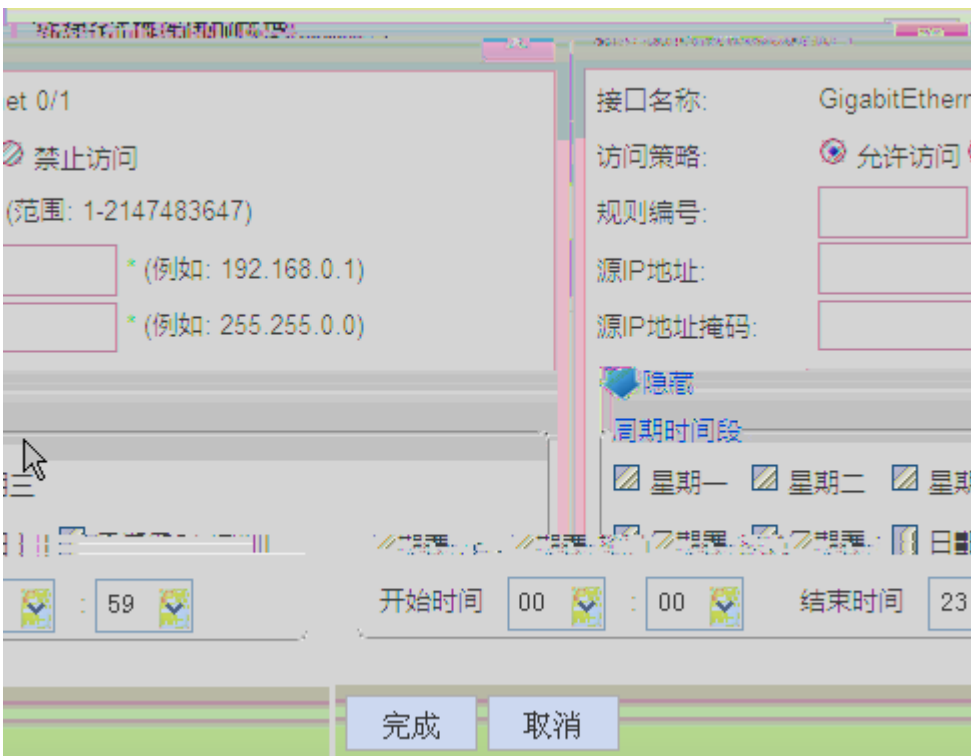 et 0/1
禁止访问
(范围: 1-2147483647)
* (例如: 192.168.0.1)
* (例如: 255.255.0.0)
接口名称: GigabitEthern
访问策略: 允许访问
规则编号:
源IP地址:
源IP地址掩码:
隐藏
周期时间段
星期一 星期二 星期
: 59
开始时间 00 : 00 结束时间 23
完成 取消